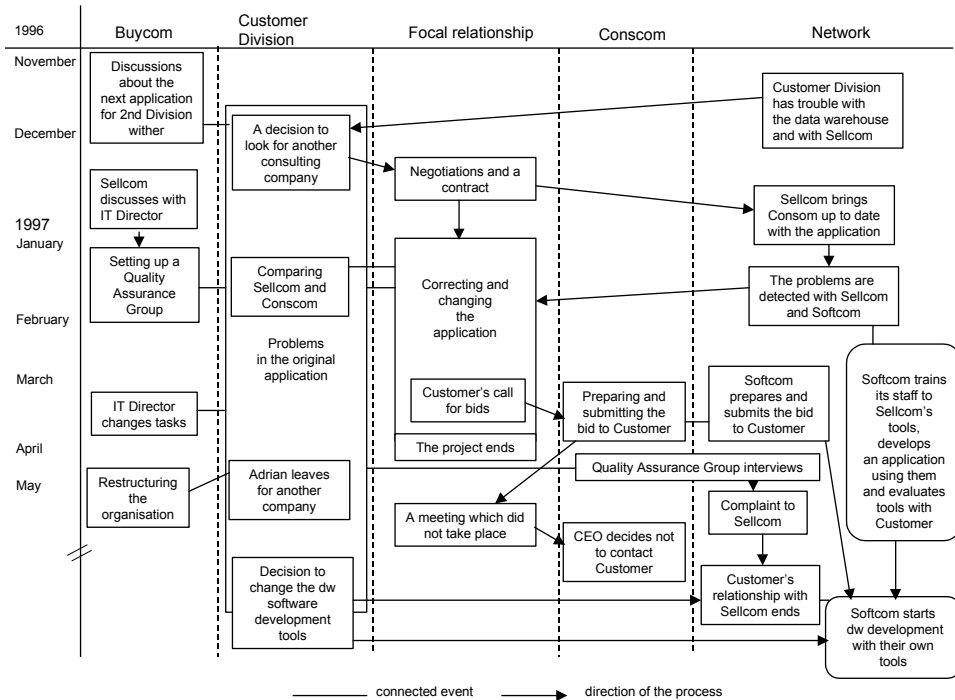 1996
Buycom
Customer
Division
Focal relationship
Conscom
Network
November
December
1997
January
February
March
April
May
Discussions
about the
next application
for 2nd Division
wither
Sellcom
discusses with
IT Director
Setting up a
Quality
Assurance
Group
IT Director
changes tasks
Restructuring
the
organisation
A decision to
look for another
consulting
company
Comparing
Sellcom and
Conscom
Problems
in the original
application
Adrian leaves
for another
company
Decision to
change the dw
software
development
tools
Negotiations and a
contract
Correcting and
changing
the
application
Customer's call
for bids
The project ends
A meeting which did
not take place
Preparing and
submitting the
bid to Customer
CEO decides not
to contact
Customer
Customer Division
has trouble with
the data warehouse
and with Sellcom
Sellcom brings
Consom up to date
with the application
The problems are
detected with Sellcom
and Softcom
Softcom
prepares and
submits the bid
to Customer
Quality Assurance Group interviews
Complaint to
Sellcom
Customer's
relationship with
Sellcom ends
Softcom trains
its staff to
Sellcom's
tools,
develops
an application
using them
and evaluates
tools with
Customer
Softcom starts
dw development
with their own
tools
connected event
direction of the process